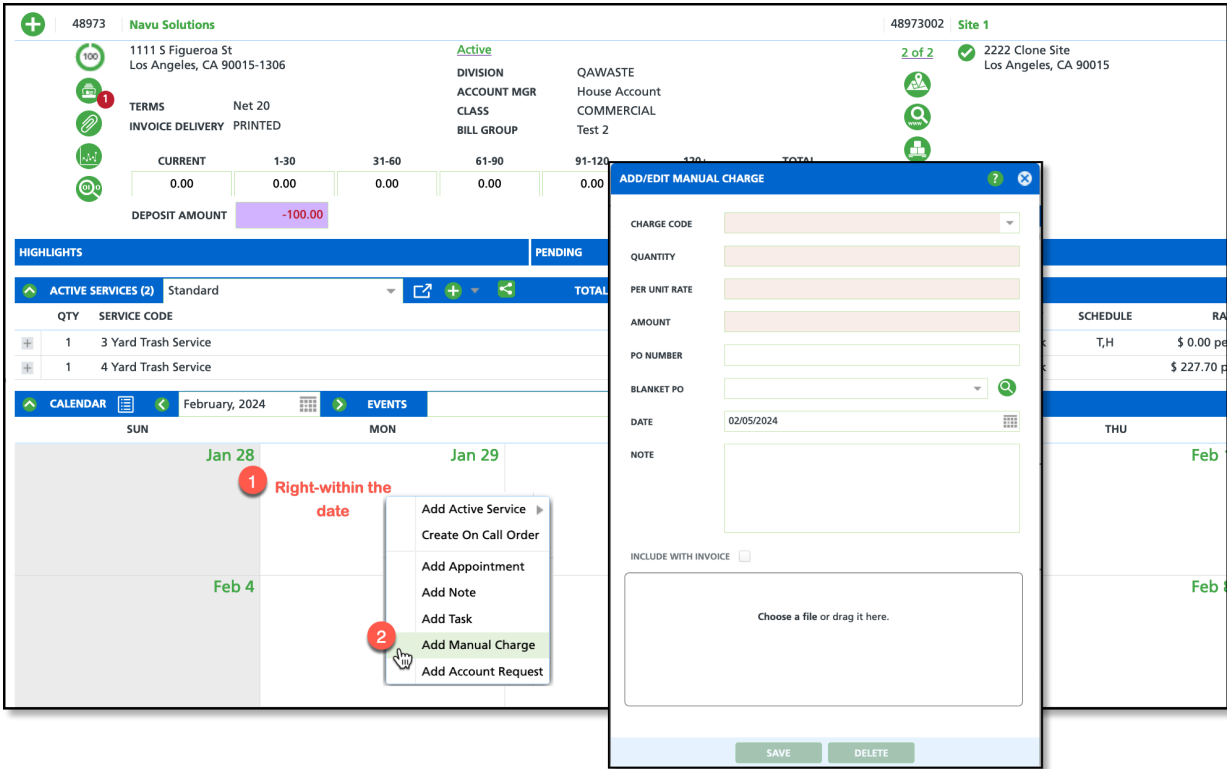 48973 Navu Solutions 48973002 Site 1
100 1111 S Figueroa St Active 2 of 2 2222 Clone Site
Los Angeles, CA 90015-1306 Los Angeles, CA 90015
DIVISION QAWASTE
1 ACCOUNT MGR House Account
TERMS Net 20 CLASS COMMERCIAL
INVOICE DELIVERY PRINTED BILL GROUP Test 2
www
CURRENT 1-30 31-60 61-90 91-120 120+ TOTAL
0.00 0.00 0.00 0.00 0.00
DEPOSIT AMOUNT -100.00
HIGHLIGHTS PENDING
ACTIVE SERVICES (2) Standard TOTAL
QTY SERVICE CODE SCHEDULE RA
1 3 Yard Trash Service T,H $ 0.00 pe
1 4 Yard Trash Service $ 227.70 p
CALENDAR February, 2024 EVENTS
SUN MON THU
Jan 28 Jan 29 Feb 1
1 Right-within the
date
Add Active Service
Create On Call Order
Add Appointment
Add Note
Add Task
2 Add Manual Charge
Add Account Request
Feb 4 Feb 8
ADD/EDIT MANUAL CHARGE ?
CHARGE CODE
QUANTITY
PER UNIT RATE
AMOUNT
PO NUMBER
BLANKET PO
DATE 02/05/2024
NOTE
INCLUDE WITH INVOICE
Choose a file or drag it here.
SAVE DELETE